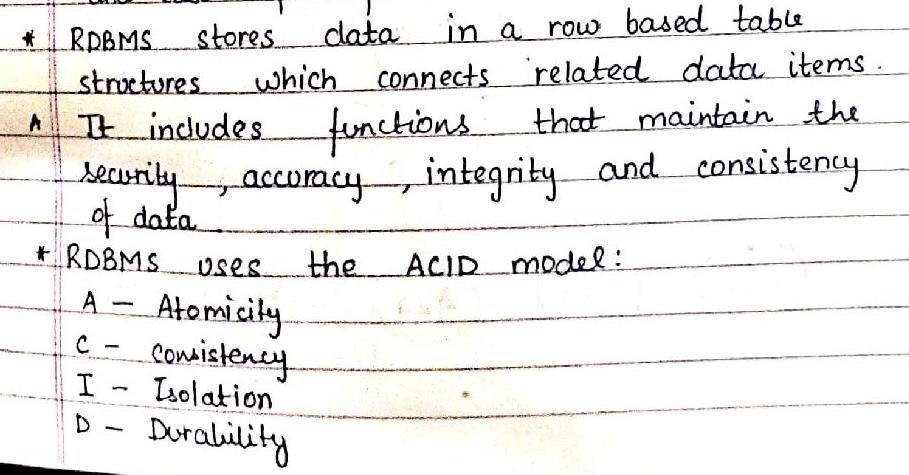 * RDBMS stores data in a row based table
structures which connects related data items.
* It includes functions that maintain the
security, accuracy, integrity and consistency
of data.
* RDBMS uses the ACID model:
A - Atomicity
C - Consistency
I - Isolation
D - Durability